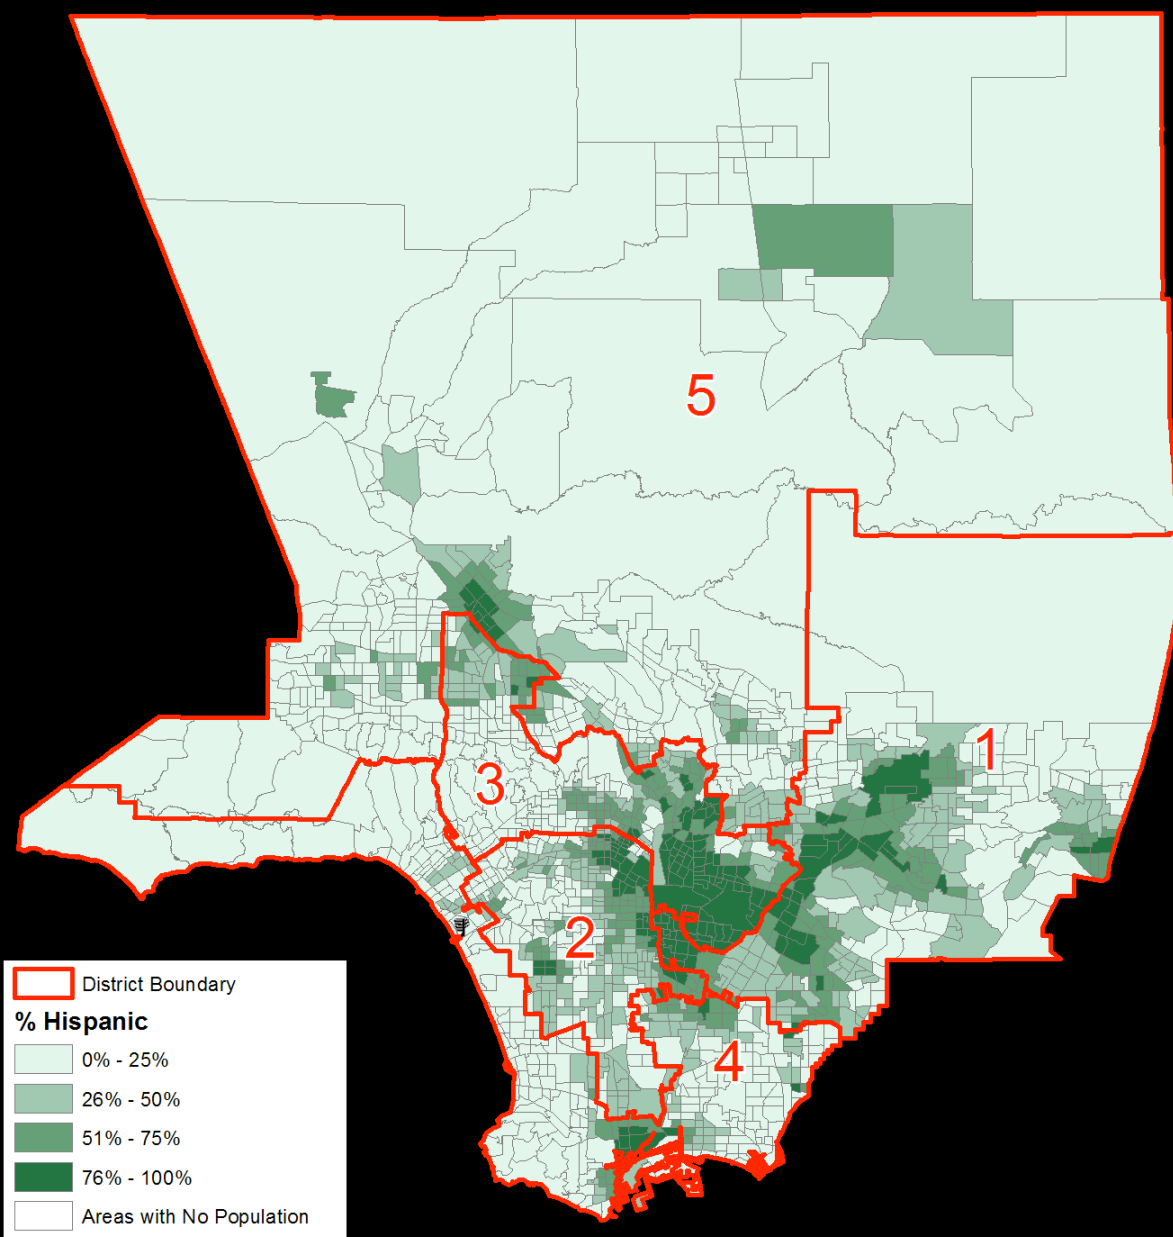 5
1
3
2
4
District Boundary
% Hispanic
0% - 25%
26% - 50%
51% - 75%
76% - 100%
Areas with No Population